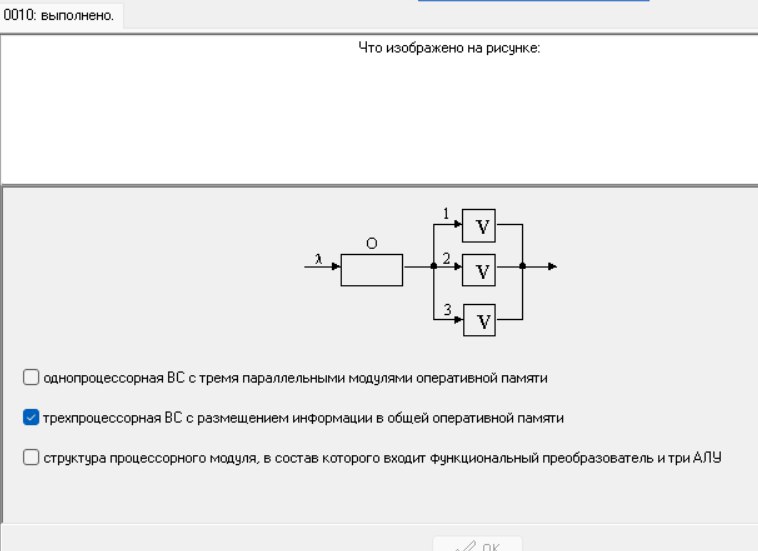 0010: выполнено.
Что изображено на рисунке:
1
O
V
λ
2
V
3
V
однопроцессорная ВС с тремя параллельными модулями оперативной памяти
трехпроцессорная ВС с размещением информации в общей оперативной памяти
структура процессорного модуля, в состав которого входит функциональный преобразователь и три АЛУ
OK